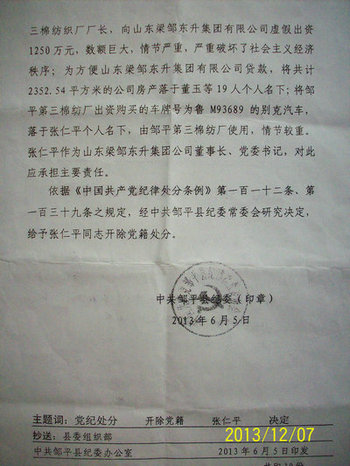 三棉纺织厂厂长，向山东梁邹东升集团有限公司虚假出资
1250万元，数额巨大，情节严重，严重破坏了社会主义经济
秩序；为方便山东梁邹东升集团有限公司贷款，将共计
2352.54平方米的公司房产落于董玉等19人个人名下；将邹
平第三棉纺厂出资购买的车牌号为鲁 M93689 的别克汽车，
落于张仁平个人名下，由邹平第三棉纺厂使用，情节较重。
张仁平作为山东梁邹东升集团公司董事长、党委书记，对此
应承担主要责任。
依据《中国共产党纪律处分条例》第一百一十二条、第
一百三十九条之规定，经中共邹平县纪委常委会研究决定，
给予张仁平同志开除党籍处分。
中共邹平县纪委（印章）
2013年6月5日
主题词：党纪处分 开除党籍 张仁平 决定
抄送：县委组织部
中共邹平县纪委办公室 2013年6月5日印发
2013/12/07